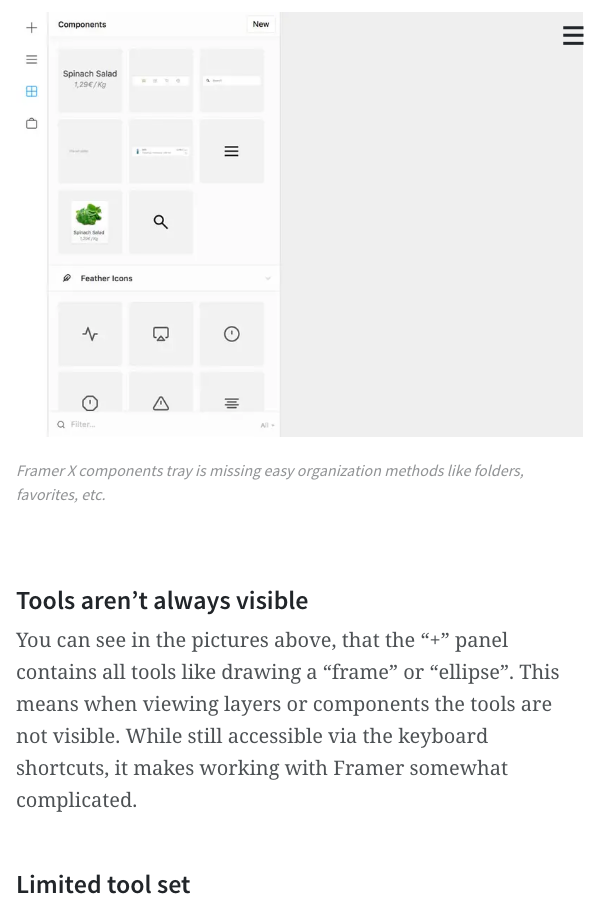 Components
New
Spinach Salad
1,29€/Kg
Spinach Salad
Feather Icons
Filter...
All
Framer X components tray is missing easy organization methods like folders,
favorites, etc.
Tools aren’t always visible
You can see in the pictures above, that the “+” panel
contains all tools like drawing a “frame” or “ellipse”. This
means when viewing layers or components the tools are
not visible. While still accessible via the keyboard
shortcuts, it makes working with Framer somewhat
complicated.
Limited tool set